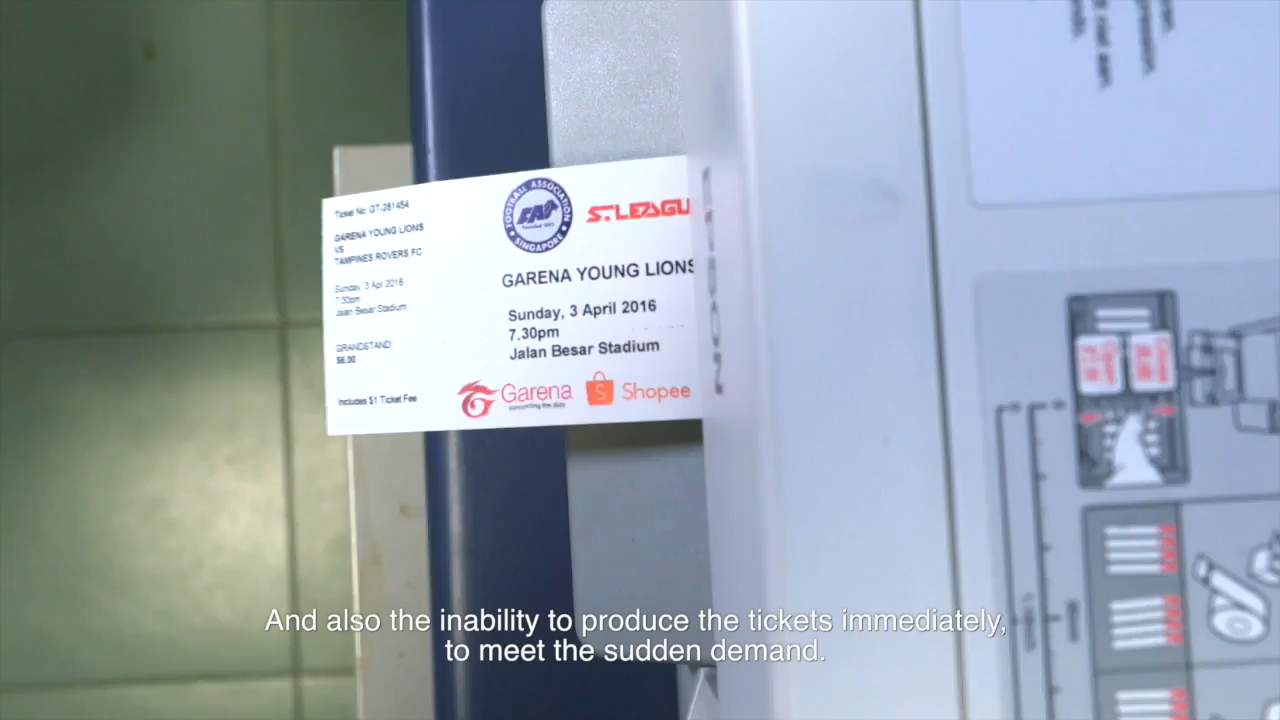 Ticket No GT-281454
GARENA YOUNG LIONS
VS
TAMPINES ROVERS FC
Sunday, 3 Apr 2016
7.30pm
Jalan Besar Stadium
GRANDSTAND:
$6.00
Includes $1 Ticket Fee
FOOTBALL ASSOCIATION
SINGAPORE
S.LEAGU
GARENA YOUNG LIONS
Sunday, 3 April 2016
7.30pm
Jalan Besar Stadium
Garena
Shopee
And also the inability to produce the tickets immediately,
to meet the sudden demand.